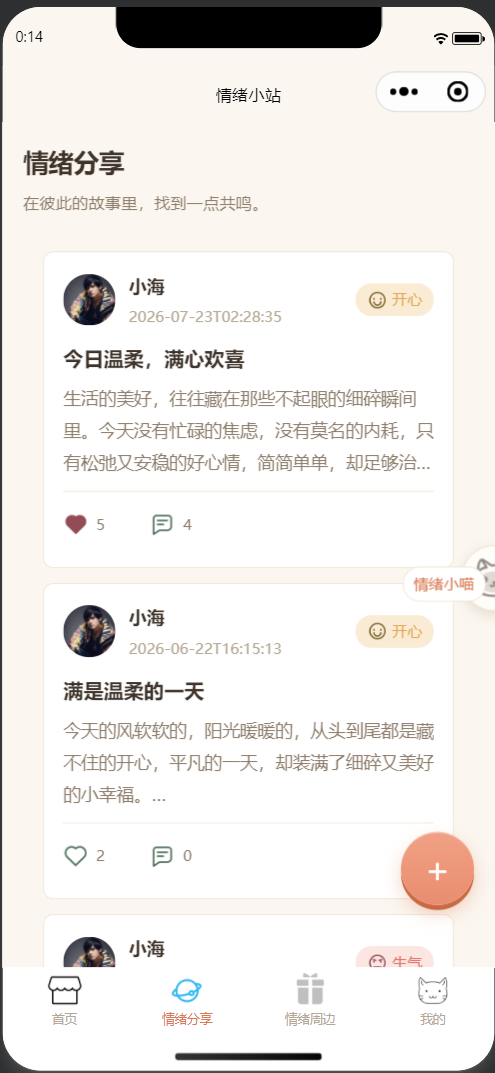 0:14
情绪小站
情绪分享
在彼此的故事里，找到一点共鸣。
小海
开心
2026-07-23T02:28:35
今日温柔，满心欢喜
生活的美好，往往藏在那些不起眼的细碎瞬间
里。今天没有忙碌的焦虑，没有莫名的内耗，只
有松弛又安稳的好心情，简简单单，却足够治...
5
4
情绪小喵
小海
开心
2026-06-22T16:15:13
满是温柔的一天
今天的风软软的，阳光暖暖的，从头到尾都是藏
不住的开心，平凡的一天，却装满了细碎又美好
的小幸福。...
2
0
+
小海
生气
首页
情绪分享
情绪周边
我的